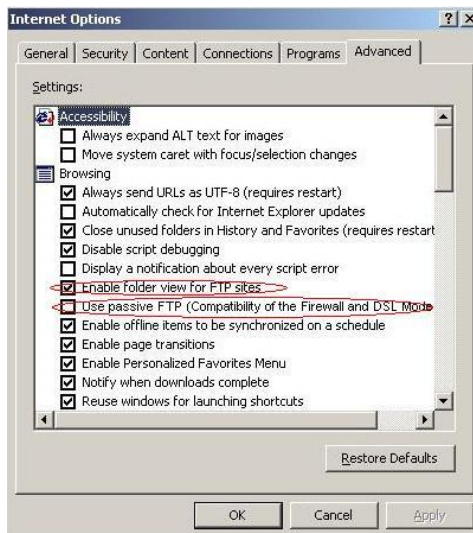 Internet Options
General Security Content Connections Programs Advanced
Settings:
Accessibility
Always expand ALT text for images
Move system caret with focus/selection changes
Browsing
Always send URLs as UTF-8 (requires restart)
Automatically check for Internet Explorer updates
Close unused folders in History and Favorites (requires restart
Disable script debugging
Display a notification about every script error
Enable folder view for FTP sites
Use passive FTP (Compatibility of the Firewall and DSL Mode
Enable offline items to be synchronized on a schedule
Enable page transitions
Enable Personalized Favorites Menu
Notify when downloads complete
Reuse windows for launching shortcuts
Restore Defaults
OK Cancel Apply